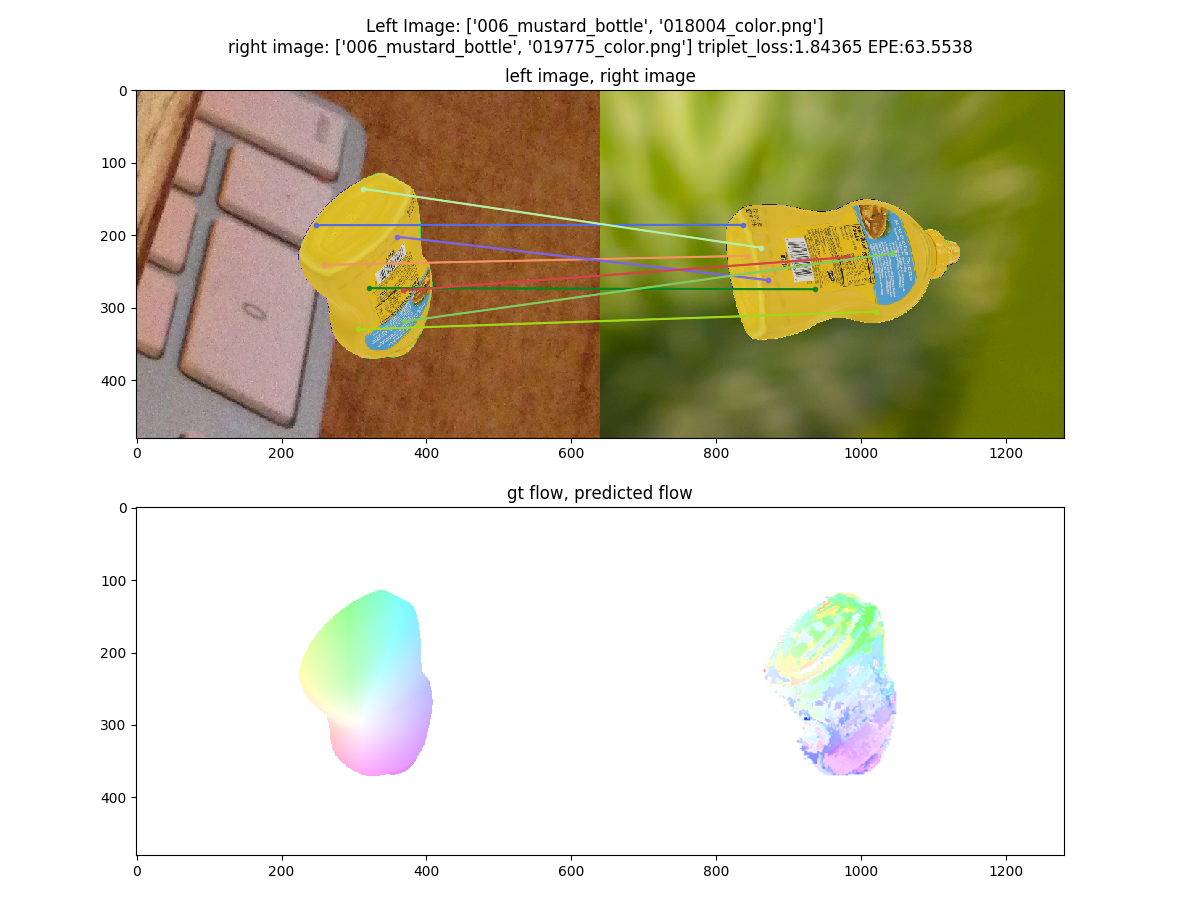 Left Image: ['006_mustard_bottle', '018004_color.png']
right image: ['006_mustard_bottle', '019775_color.png'] triplet_loss:1.84365 EPE:63.5538
left image, right image
0
100
200
300
400
0
0 200 400 600 800 1000 1200
gt flow, predicted flow
0
100
200
300
400
0 200 400 600 800 1000 1200